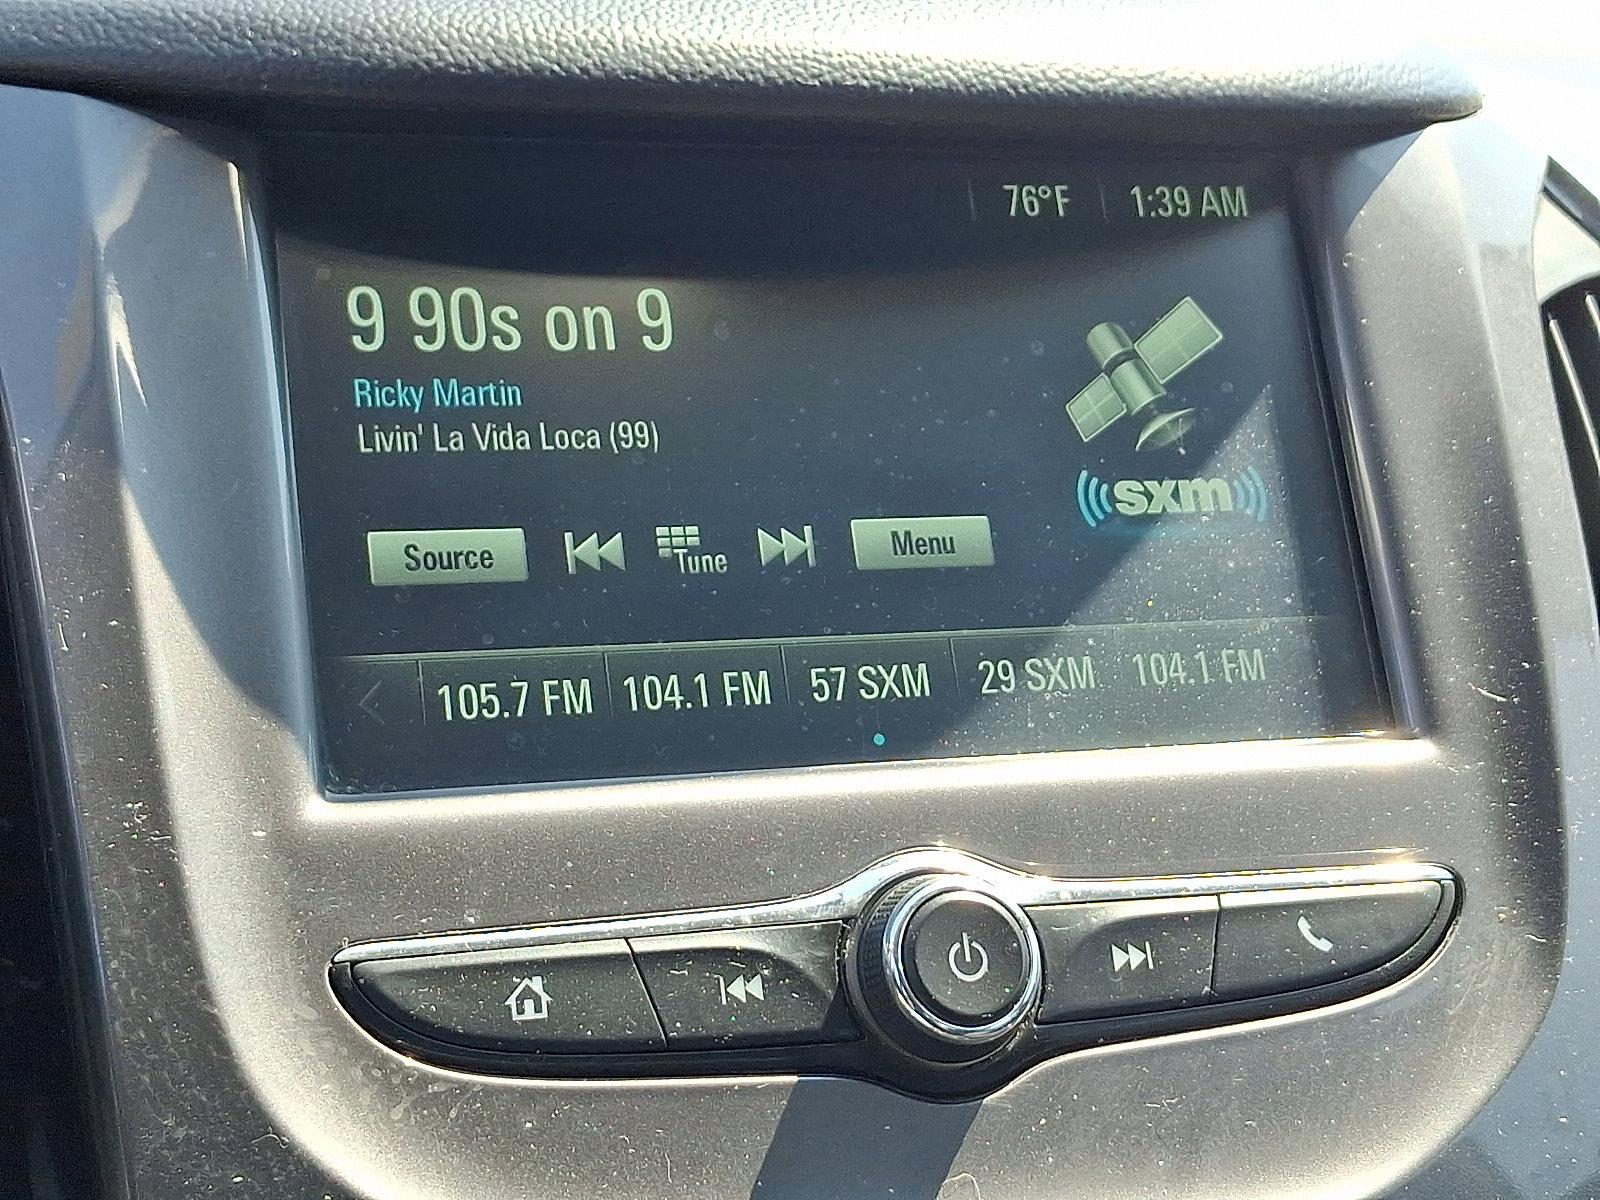 76°F 1:39 AM
9 90s on 9
Ricky Martin
Livin' La Vida Loca (99)
sxm
Source Tune Menu
105.7 FM 104.1 FM 57 SXM 29 SXM 104.1 FM